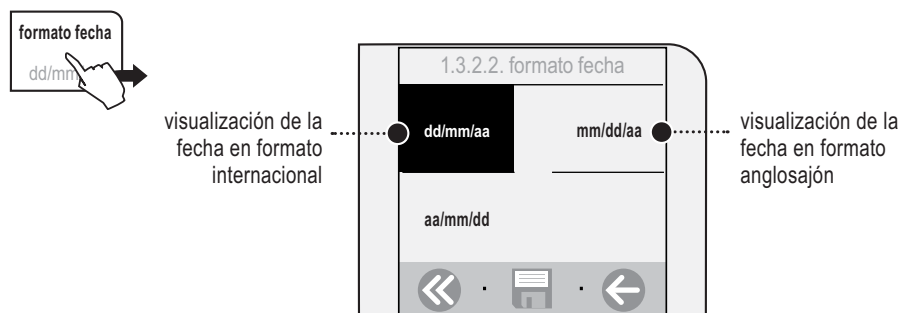 formato fecha
dd/mm
1.3.2.2. formato fecha
visualización de la
fecha en formato
internacional
dd/mm/aa
mm/dd/aa
visualización de la
fecha en formato
anglosajón
aa/mm/dd